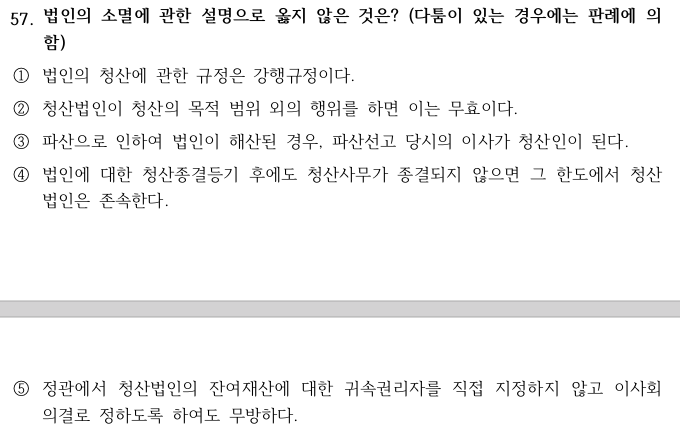 57. 법인의 소멸에 관한 설명으로 옳지 않은 것은? (다툼이 있는 경우에는 판례에 의
함)
① 법인의 청산에 관한 규정은 강행규정이다.
② 청산법인이 청산의 목적 범위 외의 행위를 하면 이는 무효이다.
③ 파산으로 인하여 법인이 해산된 경우, 파산선고 당시의 이사가 청산인이 된다.
④ 법인에 대한 청산종결등기 후에도 청산사무가 종결되지 않으면 그 한도에서 청산
법인은 존속한다.
⑤ 정관에서 청산법인의 잔여재산에 대한 귀속권리자를 직접 지정하지 않고 이사회
의결로 정하도록 하여도 무방하다.